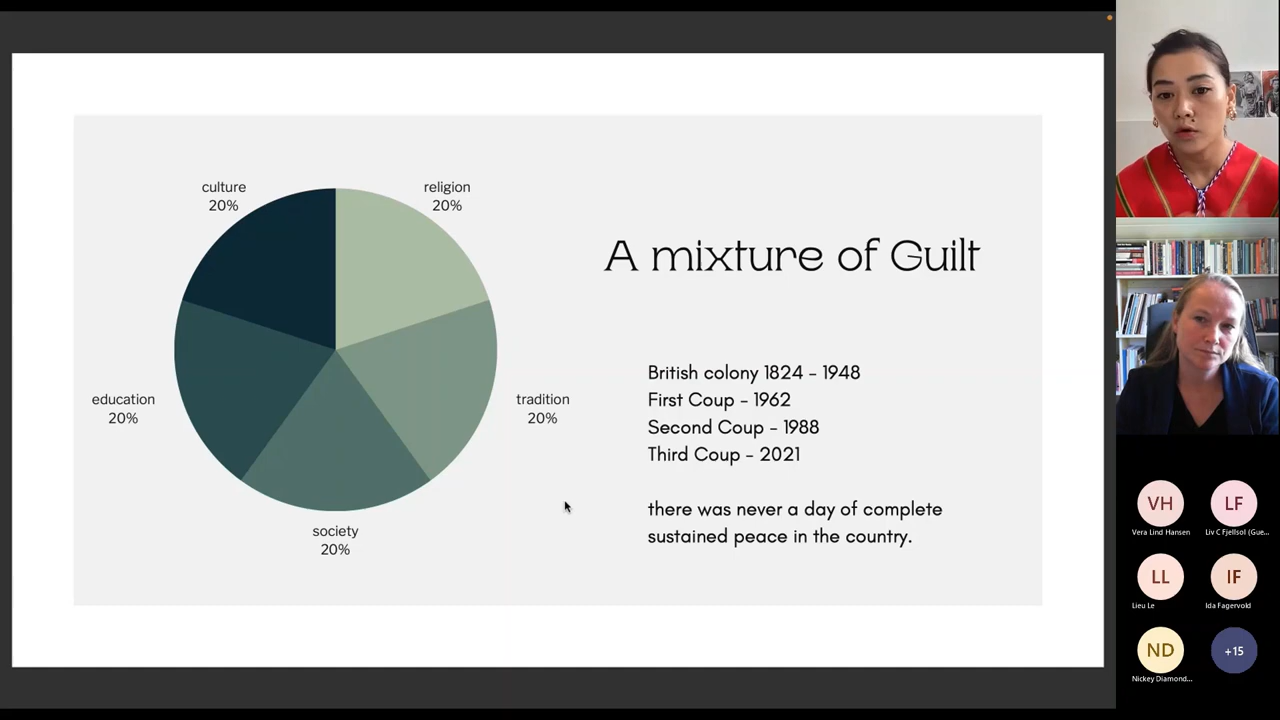 culture
20%
religion
20%
education
20%
tradition
20%
society
20%
A mixture of Guilt
British colony 1824 - 1948
First Coup - 1962
Second Coup - 1988
Third Coup - 2021
there was never a day of complete
sustained peace in the country.
VH
Vera Lind Hansen
LF
Liv C Fjellsol (Gue...
LL
Lieu Le
IF
Ida Fagervold
ND
Nickey Diamond...
+15